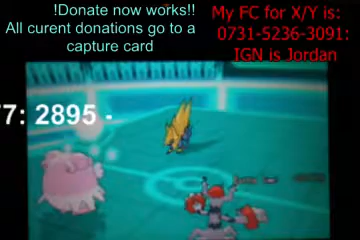 !Donate now works!!
All curent donations go to a
capture card
My FC for X/Y is:
0731-5236-3091:
IGN is Jordan
7: 2895 -